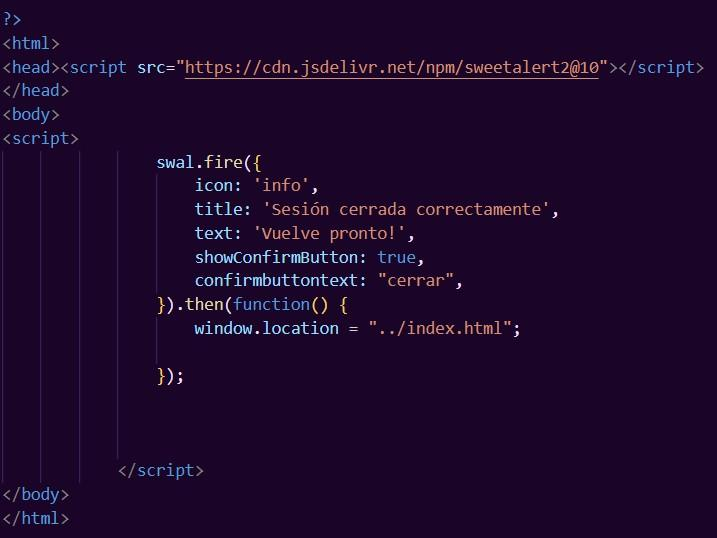 ?>
<html>
<head><script src="https://cdn.jsdelivr.net/npm/sweetalert2@10"></script>
</head>
<body>
<script>
swal.fire({
icon: 'info',
title: 'Sesión cerrada correctamente',
text: 'Vuelve pronto!',
showConfirmButton: true,
confirmbuttontext: "cerrar",
}).then(function() {
window.location = "../index.html";
});
</script>
</body>
</html>